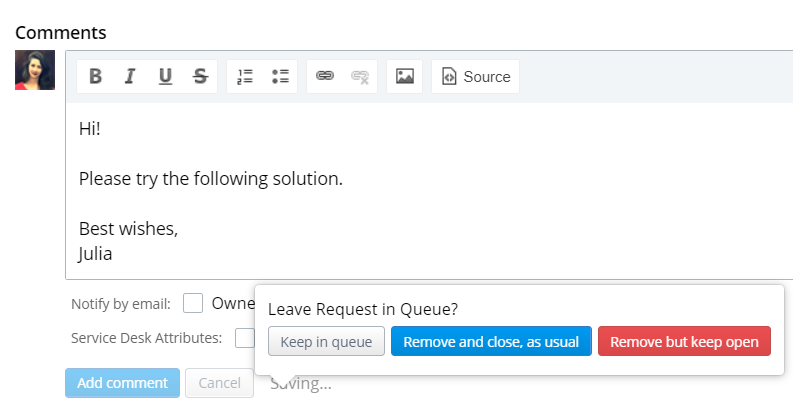 Comments
B I U S Source
Hi!
Please try the following solution.
Best wishes,
Julia
Notify by email: Owne
Leave Request in Queue?
Service Desk Attributes:
Keep in queue Remove and close, as usual Remove but keep open
Add comment Cancel Saving...